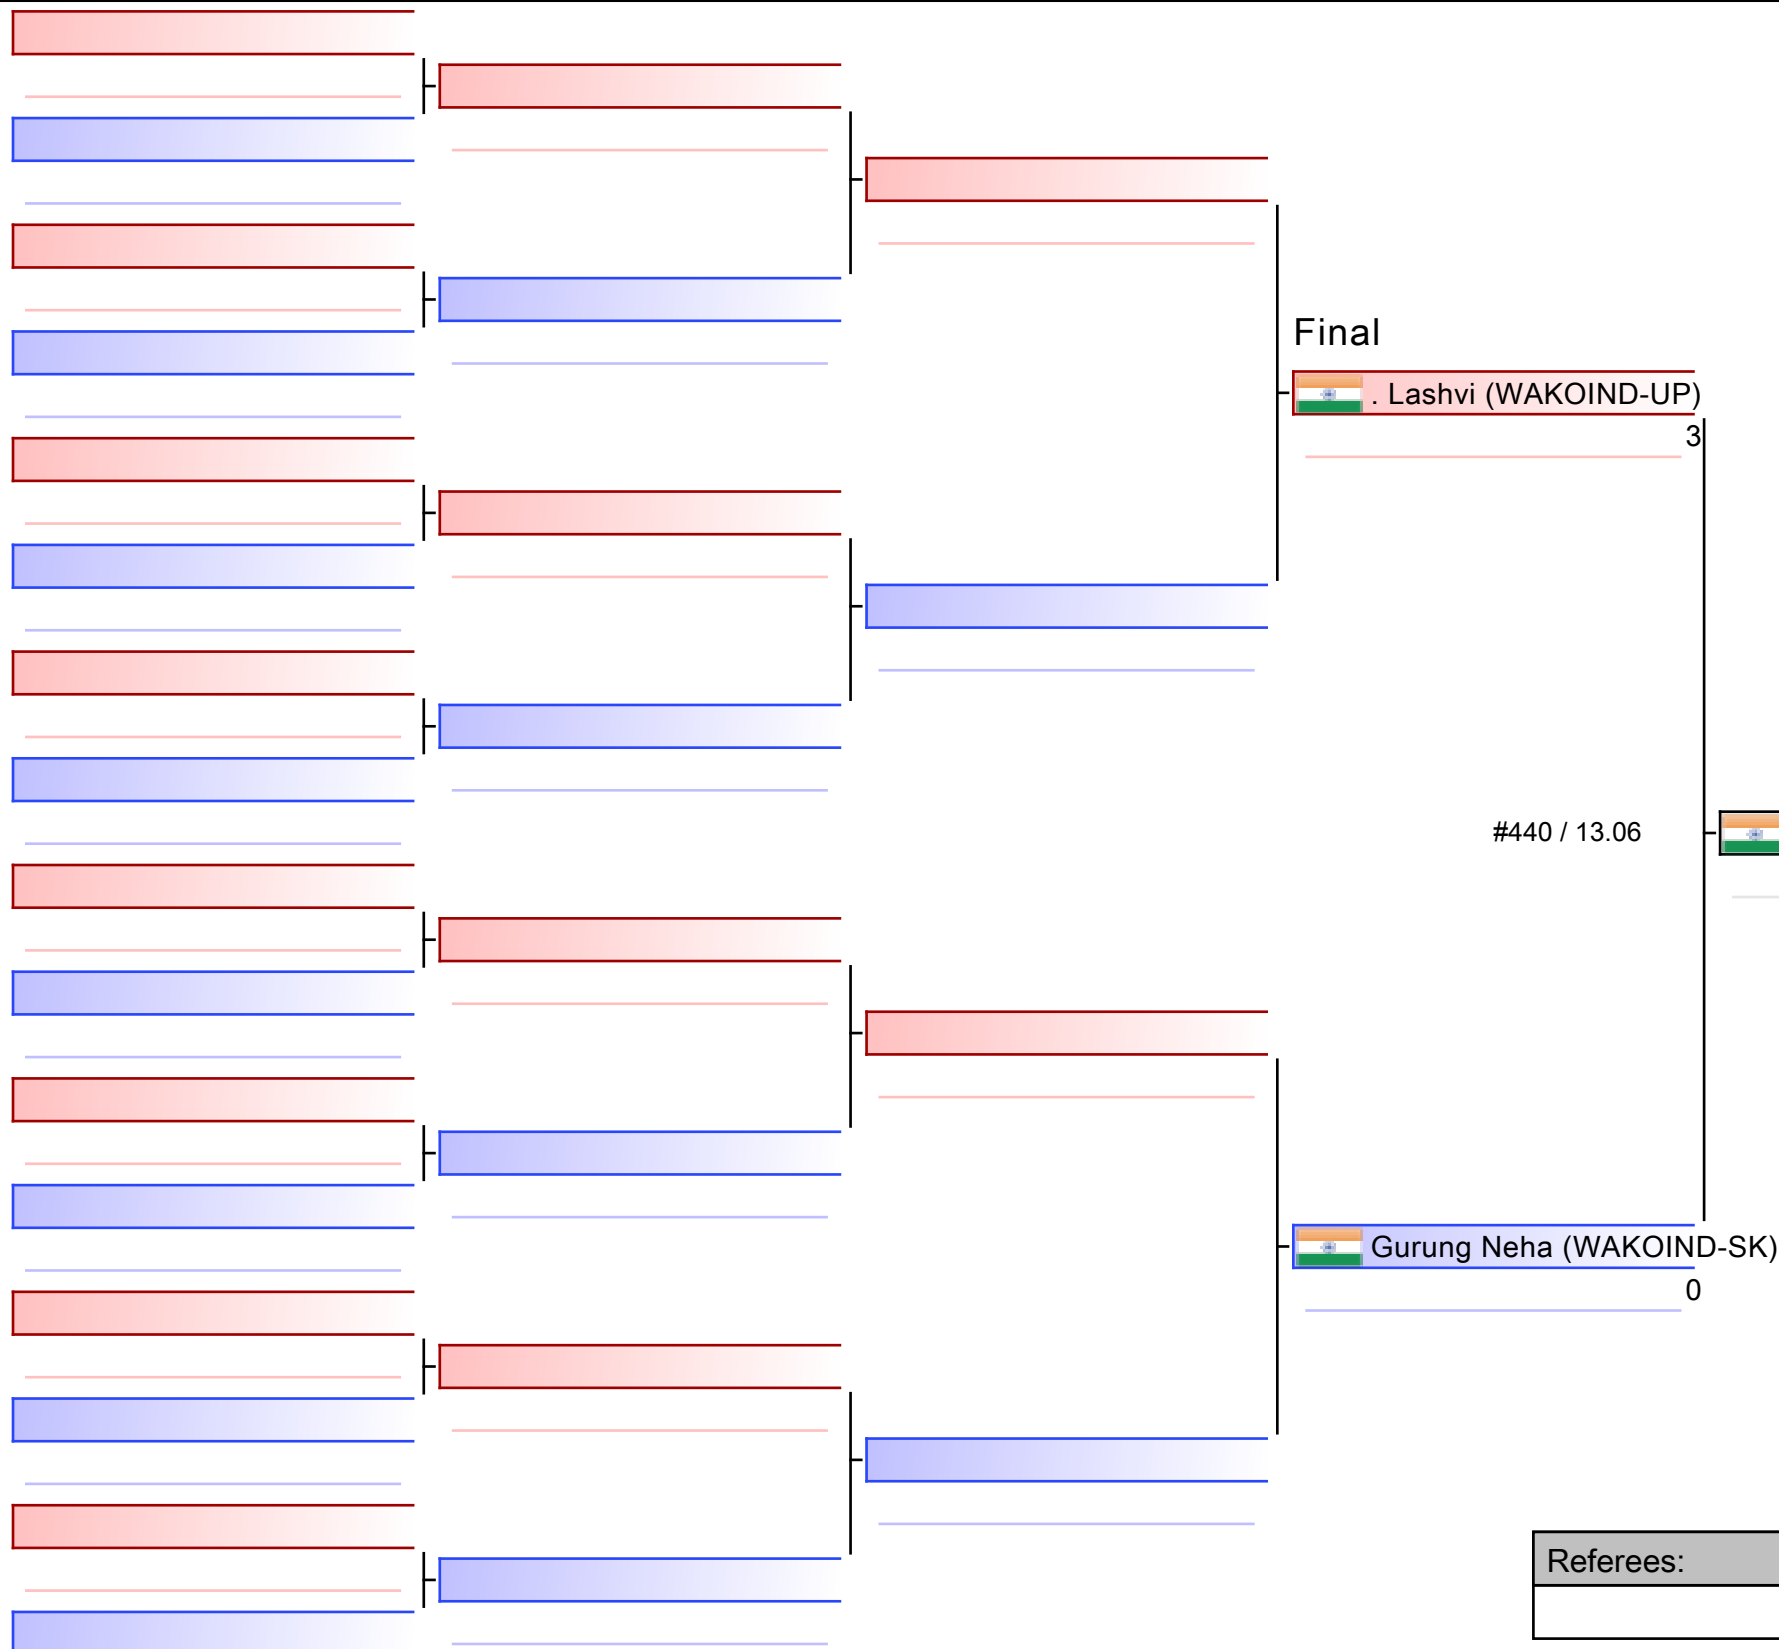 Final
. Lashvi (WAKOIND-UP)
3
#440 / 13.06
Gurung Neha (WAKOIND-SK)
0
Referees: